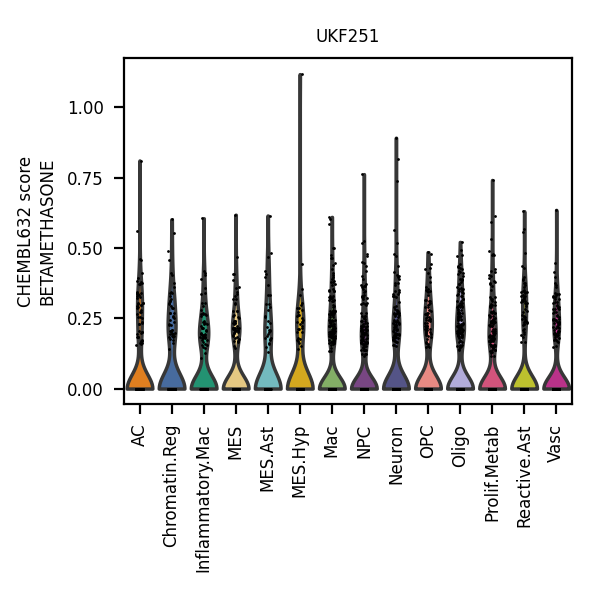 UKF251
CHEMBL632 score
BETAMETHASONE
1.00
0.75
0.50
0.25
0.00
AC
Chromatin.Reg
Inflammatory.Mac
MES
MES.Ast
MES.Hyp
Mac
NPC
Neuron
OPC
Oligo
Prolif.Metab
Reactive.Ast
Vasc